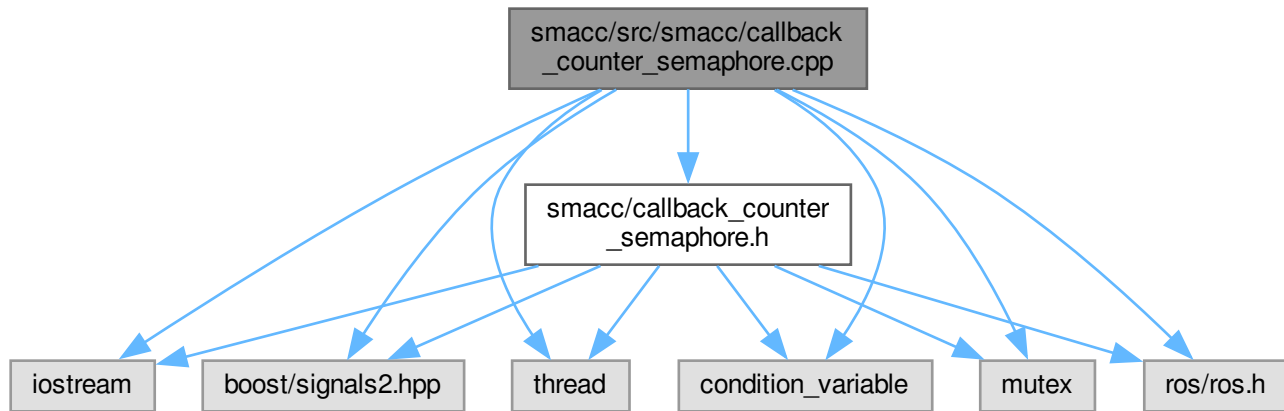 smacc/src/smacc/callback
_counter_semaphore.cpp
smacc/callback_counter
_semaphore.h
iostream
boost/signals2.hpp
thread
condition_variable
mutex
ros/ros.h